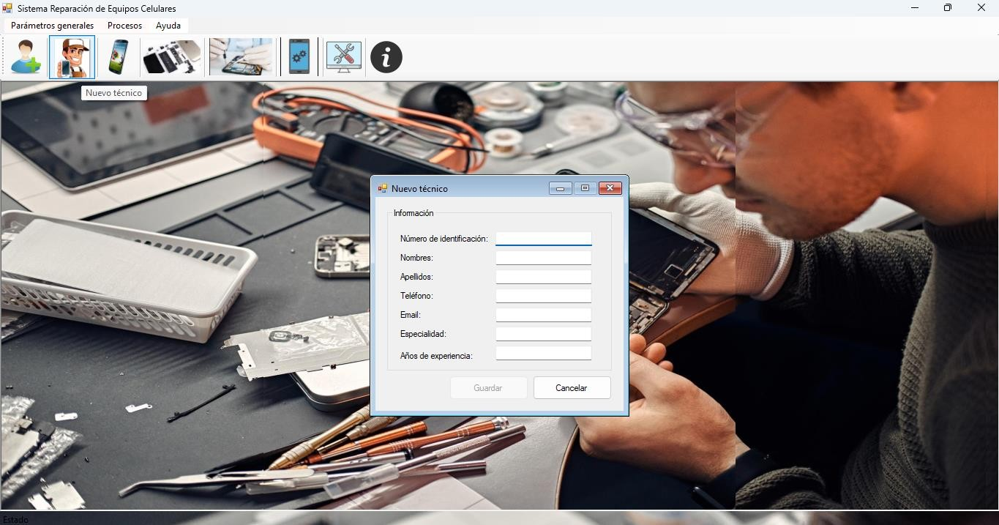 Sistema Reparación de Equipos Celulares
Parámetros generales Procesos Ayuda
Nuevo técnico
Nuevo técnico
Información
Número de identificación:
Nombres:
Apellidos:
Teléfono:
Email:
Especialidad:
Años de experiencia:
Guardar Cancelar
Estado